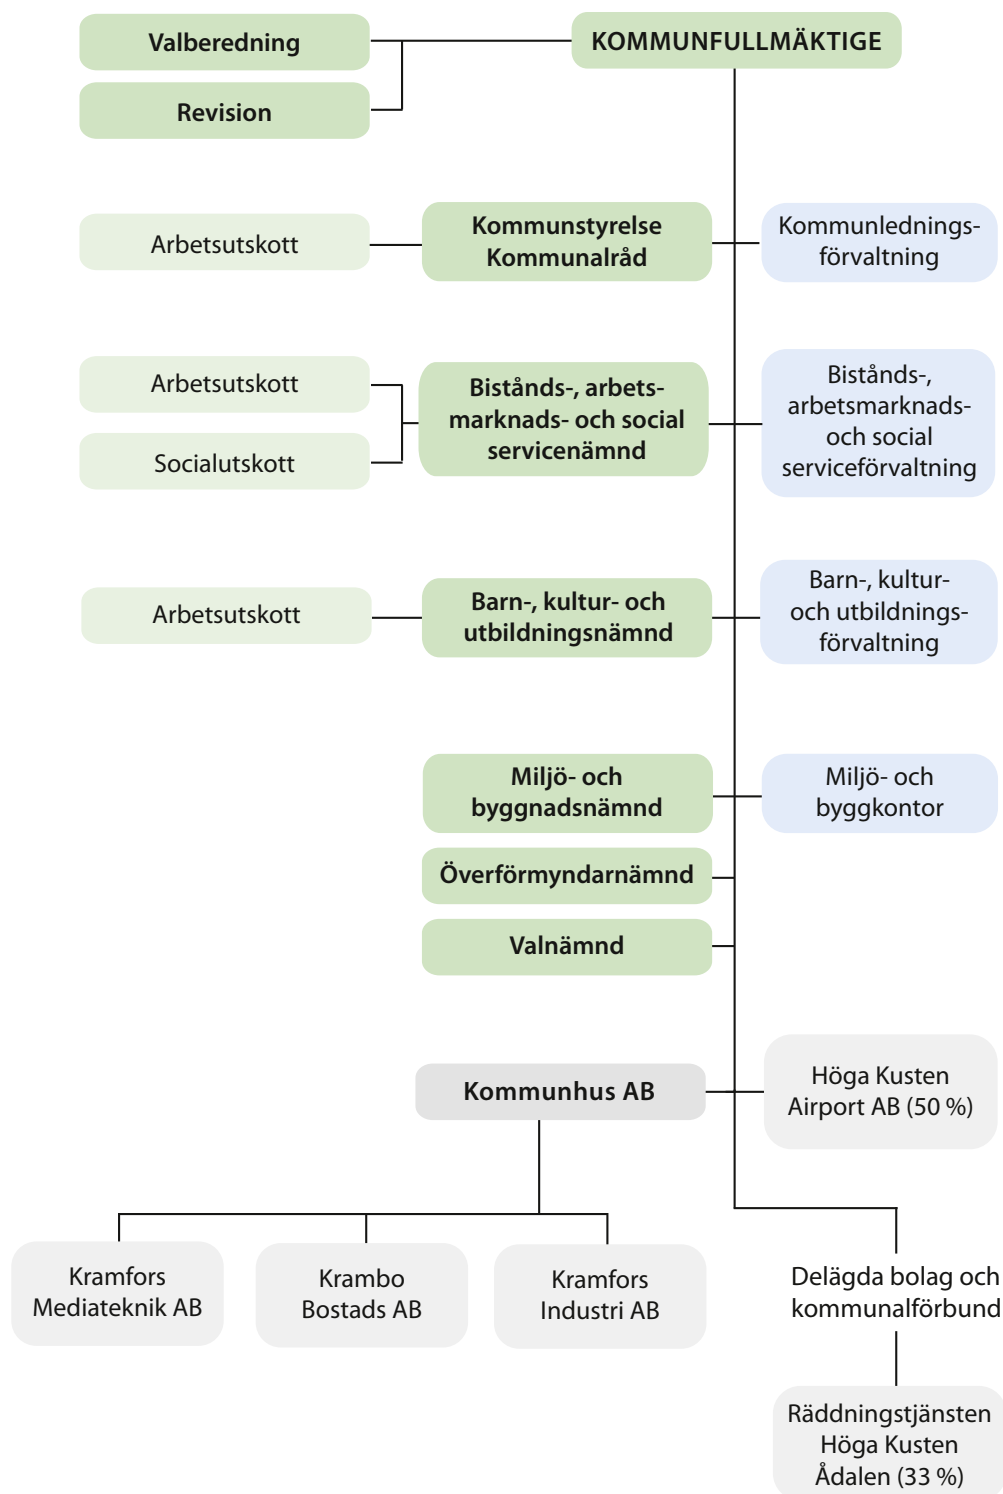 Valberedning
KOMMUNFULLMÄKTIGE
Revision
Arbetsutskott
Kommunstyrelse
Kommunalråd
Kommunlednings-
förvaltning
Arbetsutskott
Socialutskott
Bistånds-, arbets-
marknads- och social
servicenämnd
Bistånds-,
arbetsmarknads-
och social
serviceförvaltning
Arbetsutskott
Barn-, kultur- och
utbildningsnämnd
Barn-, kultur-
och utbildnings-
förvaltning
Miljö- och
byggnadsnämnd
Miljö- och
byggkontor
Överförmyndarnämnd
Valnämnd
Kommunhus AB
Höga Kusten
Airport AB (50 %)
Kramfors
Mediateknik AB
Krambo
Bostads AB
Kramfors
Industri AB
Delägda bolag och
kommunalförbund
Räddningstjänsten
Höga Kusten
Ådalen (33 %)